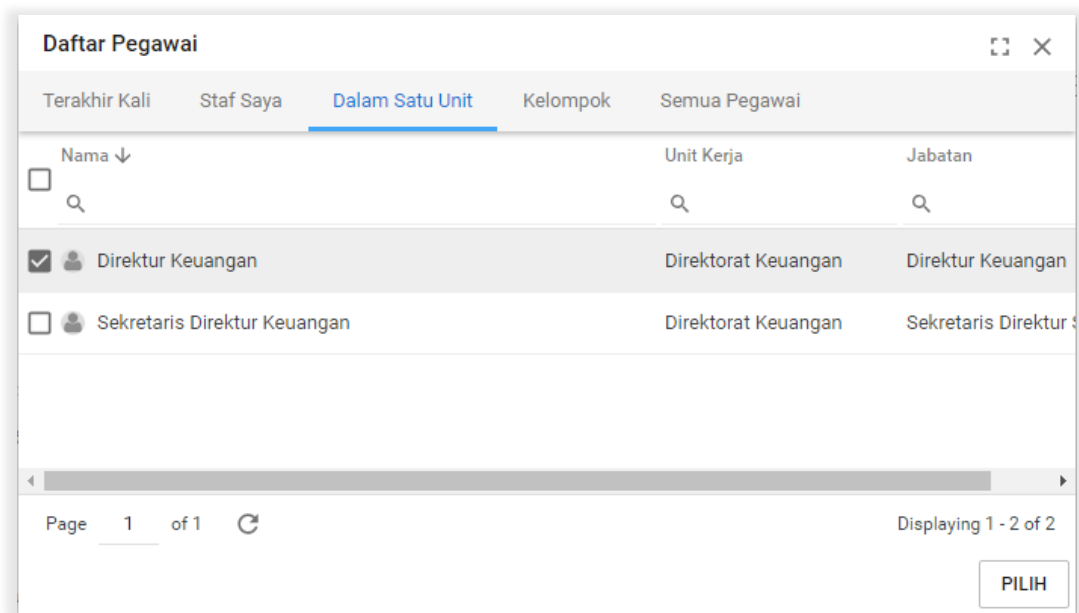 Daftar Pegawai
Terakhir Kali Staf Saya Dalam Satu Unit Kelompok Semua Pegawai
Nama Unit Kerja Jabatan
Direktur Keuangan Direktorat Keuangan Direktur Keuangan
Sekretaris Direktur Keuangan Direktorat Keuangan Sekretaris Direktur
Page 1 of 1 Displaying 1 - 2 of 2
PILIH